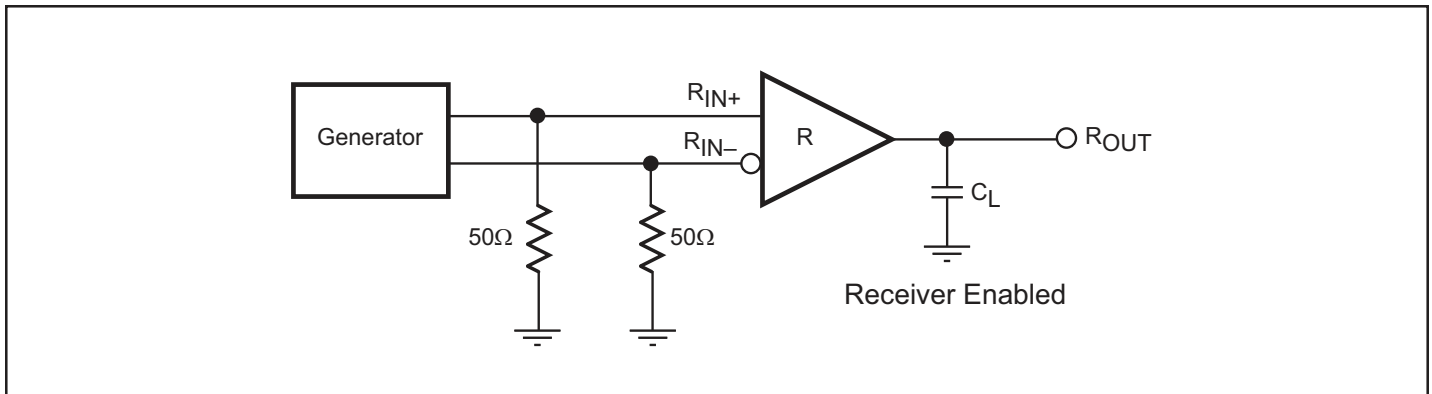 Generator
RIN+
RIN–
R
ROUT
CL
50Ω
50Ω
Receiver Enabled